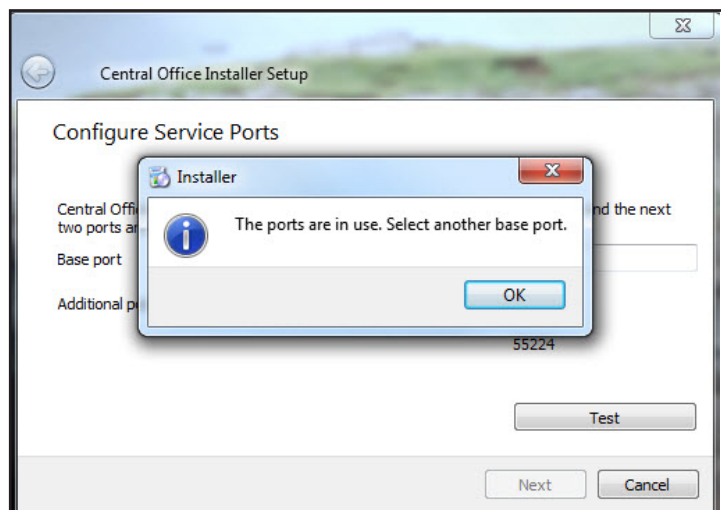 Central Office Installer Setup
Configure Service Ports
Installer
The ports are in use. Select another base port.
OK
Central Offi
nd the next
two ports ar
Base port
Additional p
55224
Test
Next
Cancel